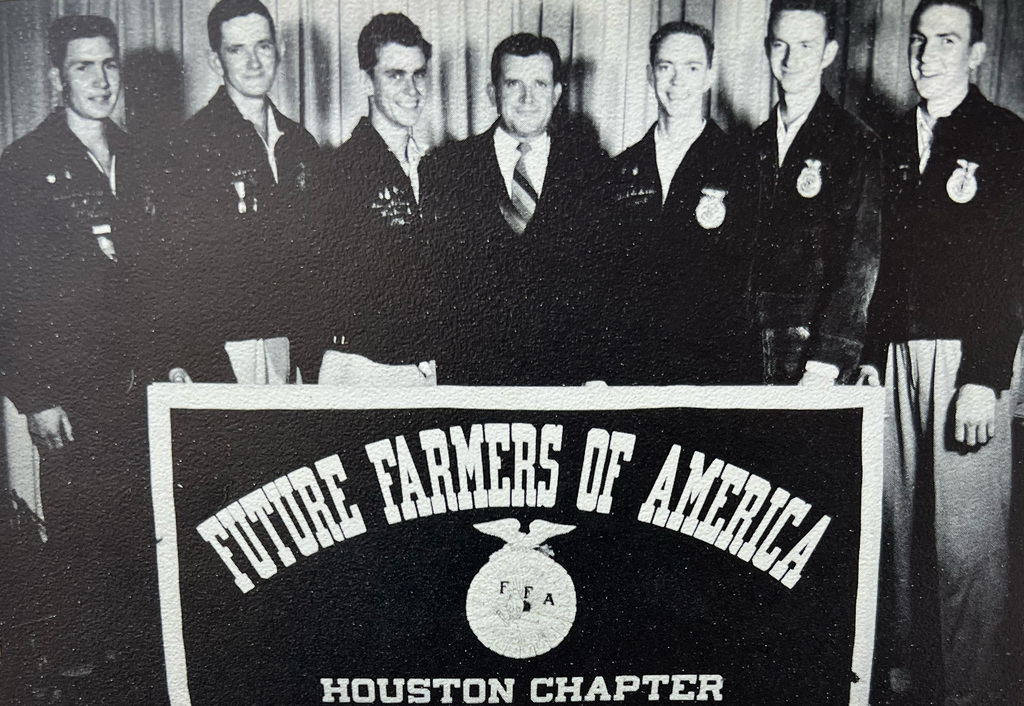 FUTURE FARMERS OF AMERICA
F F A
HOUSTON CHAPTER